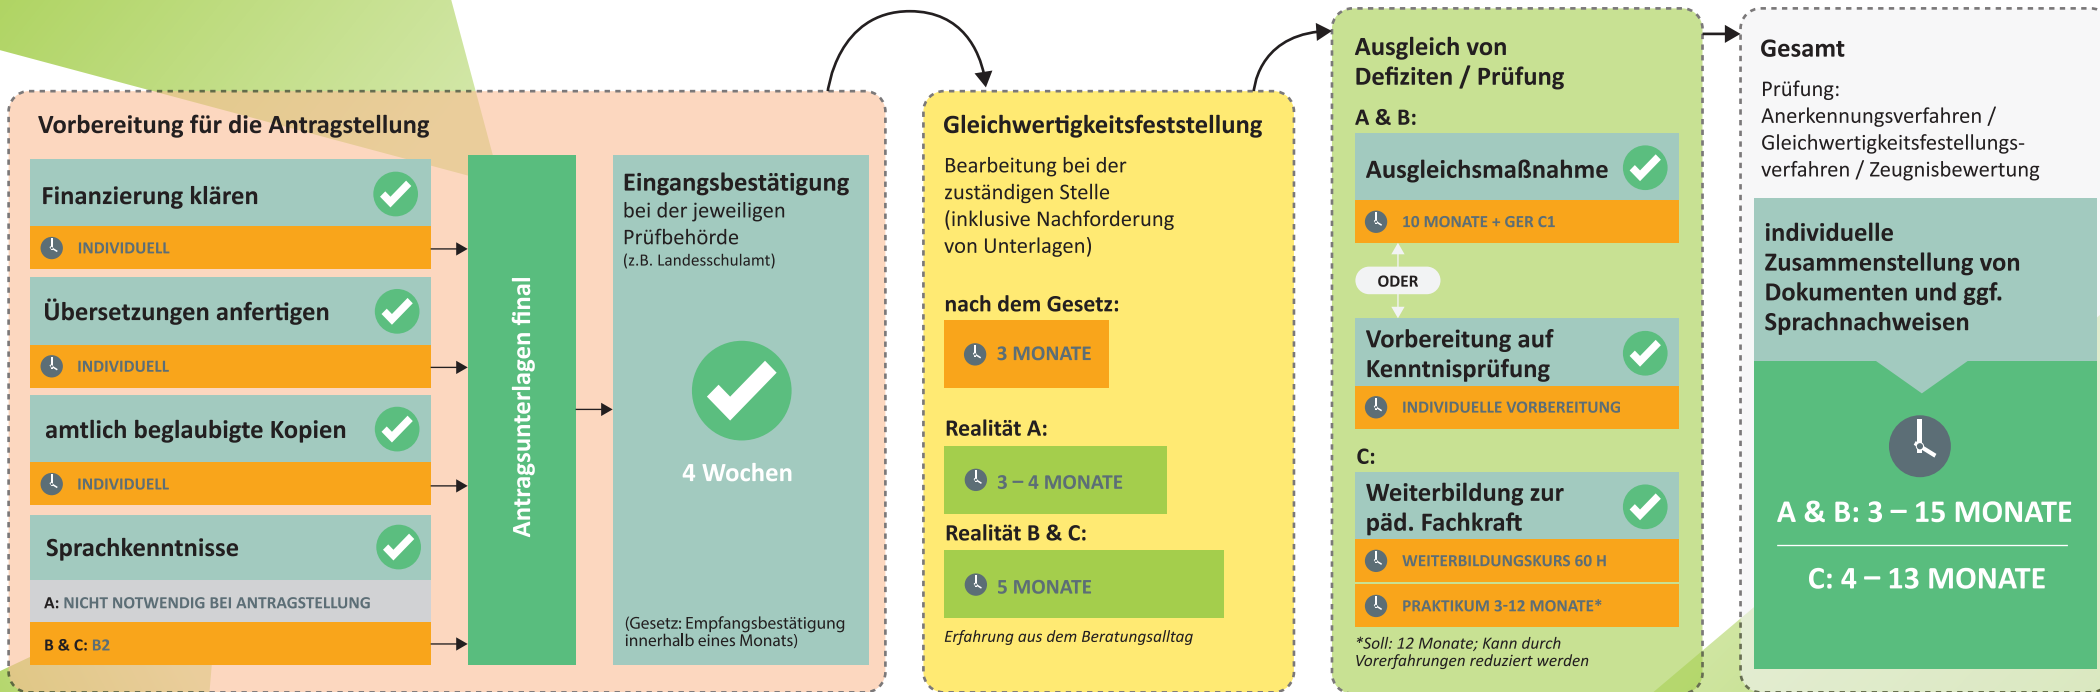 Vorbereitung für die Antragstellung
Finanzierung klären
INDIVIDUELL
Übersetzungen anfertigen
INDIVIDUELL
amtlich beglaubigte Kopien
INDIVIDUELL
Sprachkenntnisse
A: NICHT NOTWENDIG BEI ANTRAGSTELLUNG
B & C: B2
Antragsunterlagen final
Eingangsbestätigung
bei der jeweiligen
Prüfbehörde
(z.B. Landesschulamt)
4 Wochen
(Gesetz: Empfangsbestätigung
innerhalb eines Monats)
Gleichwertigkeitsfeststellung
Bearbeitung bei der
zuständigen Stelle
(inklusive Nachforderung
von Unterlagen)
nach dem Gesetz:
3 MONATE
Realität A:
3 – 4 MONATE
Realität B & C:
5 MONATE
Erfahrung aus dem Beratungsalltag
Ausgleich von
Defiziten / Prüfung
A & B:
Ausgleichsmaßnahme
10 MONATE + GER C1
ODER
Vorbereitung auf
Kenntnisprüfung
INDIVIDUELLE VORBEREITUNG
C:
Weiterbildung zur
päd. Fachkraft
WEITERBILDUNGSKURS 60 H
PRAKTIKUM 3-12 MONATE*
*Soll: 12 Monate; Kann durch
Vorerfahrungen reduziert werden
Gesamt
Prüfung:
Anerkennungsverfahren /
Gleichwertigkeitsfestellungs-
verfahren / Zeugnisbewertung
individuelle
Zusammenstellung von
Dokumenten und ggf.
Sprachnachweisen
A & B: 3 – 15 MONATE
C: 4 – 13 MONATE